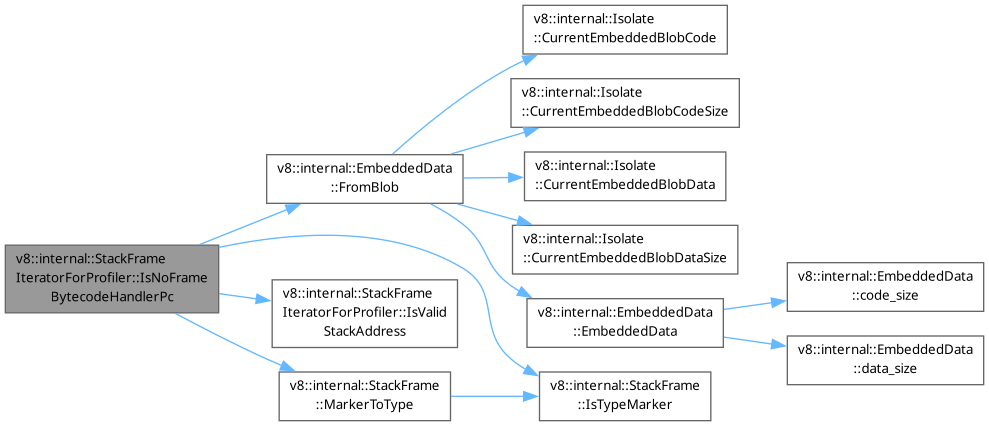 v8::internal::Isolate
::CurrentEmbeddedBlobCode
v8::internal::Isolate
::CurrentEmbeddedBlobCodeSize
v8::internal::EmbeddedData
::FromBlob
v8::internal::Isolate
::CurrentEmbeddedBlobData
v8::internal::Isolate
::CurrentEmbeddedBlobDataSize
v8::internal::StackFrame
IteratorForProfiler::IsNoFrame
BytecodeHandlerPc
v8::internal::StackFrame
IteratorForProfiler::IsValid
StackAddress
v8::internal::EmbeddedData
::EmbeddedData
v8::internal::EmbeddedData
::code_size
v8::internal::EmbeddedData
::data_size
v8::internal::StackFrame
::MarkerToType
v8::internal::StackFrame
::IsTypeMarker